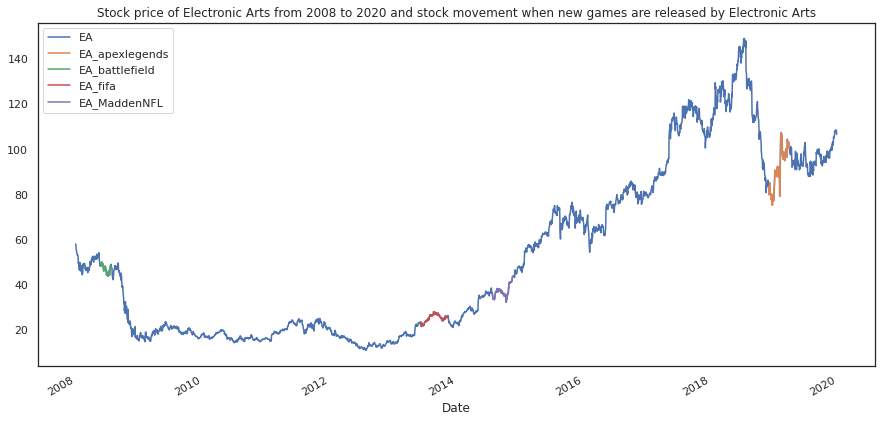 Stock price of Electronic Arts from 2008 to 2020 and stock movement when new games are released by Electronic Arts
EA
EA_apexlegends
EA_battlefield
EA_fifa
EA_MaddenNFL
140
120
100
80
60
40
20
2008
2010
2012
2014
2016
2018
2020
Date